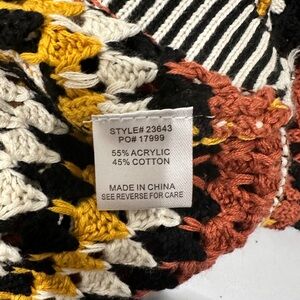 STYLE# 23643
PO# 17999
55% ACRYLIC
45% COTTON
MADE IN CHINA
SEE REVERSE FOR CARE